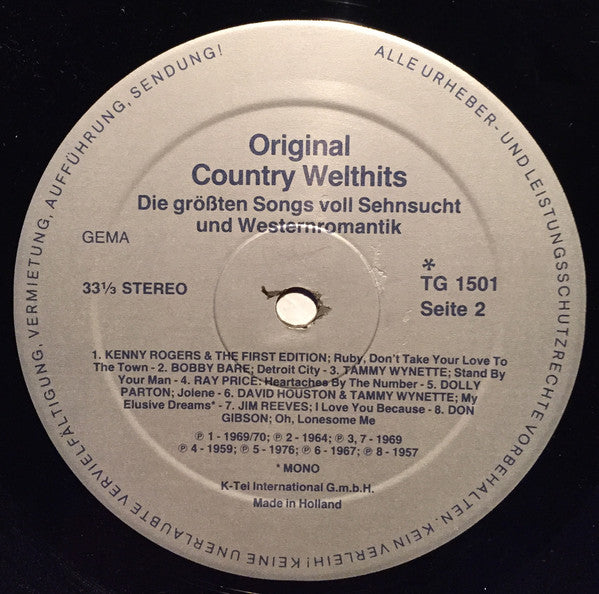 ALLE URHEBER- UND LEISTUNGSSCHUTZRECHTE VORBEHALTEN. KEIN VERLEIH! KEINE UNERLAUBTE VERVIELFÄLTIGUNG, VERMIETUNG, AUFFÜHRUNG, SENDUNG!
Original
Country Welthits
Die größten Songs voll Sehnsucht
und Westernromantik
GEMA
33⅓ STEREO
*
TG 1501
Seite 2
1. KENNY ROGERS & THE FIRST EDITION; Ruby, Don't Take Your Love To
The Town - 2. BOBBY BARE; Detroit City - 3. TAMMY WYNETTE; Stand By
Your Man - 4. RAY PRICE; Heartaches By The Number - 5. DOLLY
PARTON; Jolene - 6. DAVID HOUSTON & TAMMY WYNETTE; My
Elusive Dreams* - 7. JIM REEVES; I Love You Because - 8. DON
GIBSON; Oh, Lonesome Me
Ⓟ 1 - 1969/70; Ⓟ 2 - 1964; Ⓟ 3, 7 - 1969
Ⓟ 4 - 1959; Ⓟ 5 - 1976; Ⓟ 6 - 1967; Ⓟ 8 - 1957
* MONO
K-Tel International G.m.b.H.
Made in Holland